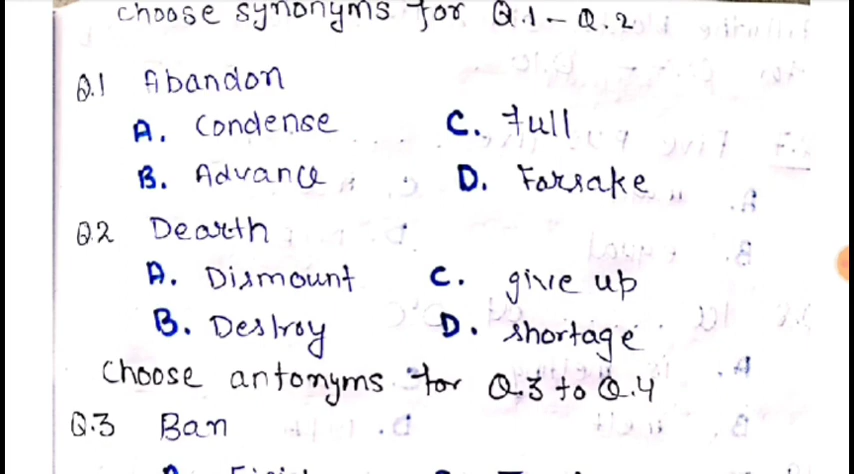 choose synonyms for Q.1 - Q.2
Q.1 Abandon
A. Condense C. full
B. Advance D. Forsake
Q.2 Dearth
A. Dismount C. give up
B. Destroy D. shortage
Choose antonyms for Q.3 to Q.4
Q.3 Ban